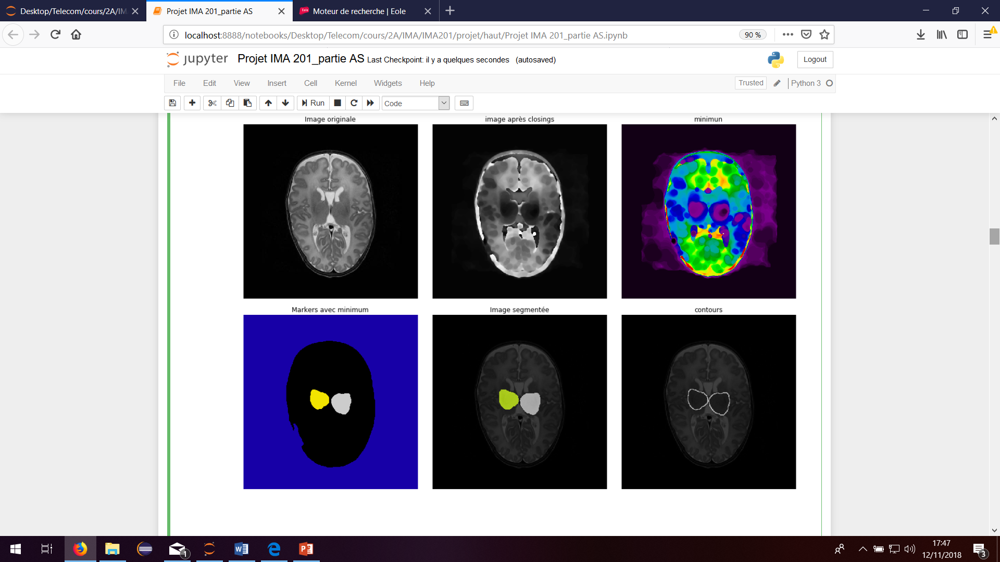 Desktop/Telecom/cours/2A/IM
Projet IMA 201_partie AS
Moteur de recherche | Eole
localhost:8888/notebooks/Desktop/Telecom/cours/2A/IMA/IMA201/projet/haut/Projet IMA 201_partie AS.ipynb
90 %
jupyter Projet IMA 201_partie AS Last Checkpoint: il y a quelques secondes (autosaved)
Logout
File Edit View Insert Cell Kernel Widgets Help
Trusted
Python 3
Run
Code
Image originale
image après closings
minimun
Markers avec minimum
Image segmentée
contours
1
17:47
12/11/2018
3